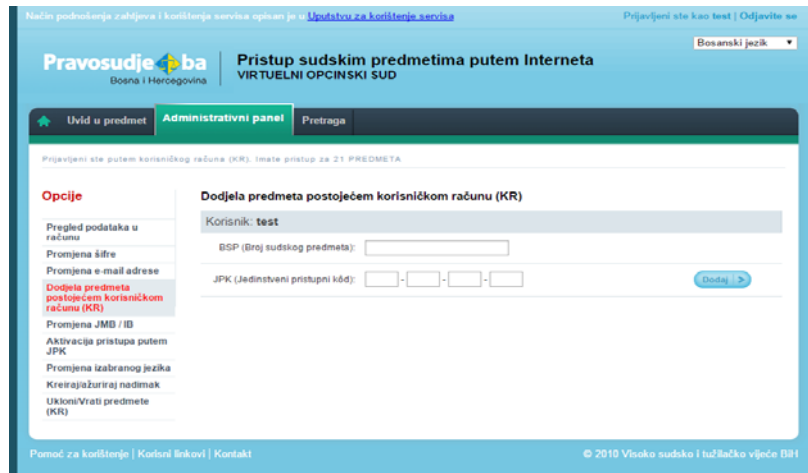 Način podnošenja zahtjeva i korištenja servisa opisan je u Uputstvu za korištenje servisa
Prijavljeni ste kao test | Odjavite se
Bosanski jezik
Pravosudje ba
Bosna i Hercegovina
Pristup sudskim predmetima putem Interneta
VIRTUELNI OPCINSKI SUD
Uvid u predmet
Administrativni panel
Pretraga
Prijavljeni ste putem korisničkog računa (KR). Imate pristup za 21 PREDMETA
Opcije
Pregled podataka u
računu
Promjena šifre
Promjena e-mail adrese
Dodjela predmeta
postojećem korisničkom
računu (KR)
Promjena JMB / IB
Aktivacija pristupa putem
JPK
Promjena izabranog jezika
Kreiraj/ažuriraj nadimak
Ukloni/Vrati predmete
(KR)
Dodjela predmeta postojećem korisničkom računu (KR)
Korisnik: test
BSP (Broj sudskog predmeta):
JPK (Jedinstveni pristupni kôd): - - -
Dodaj
Pomoć za korištenje | Korisni linkovi | Kontakt
© 2010 Visoko sudsko i tužilačko vijeće BiH